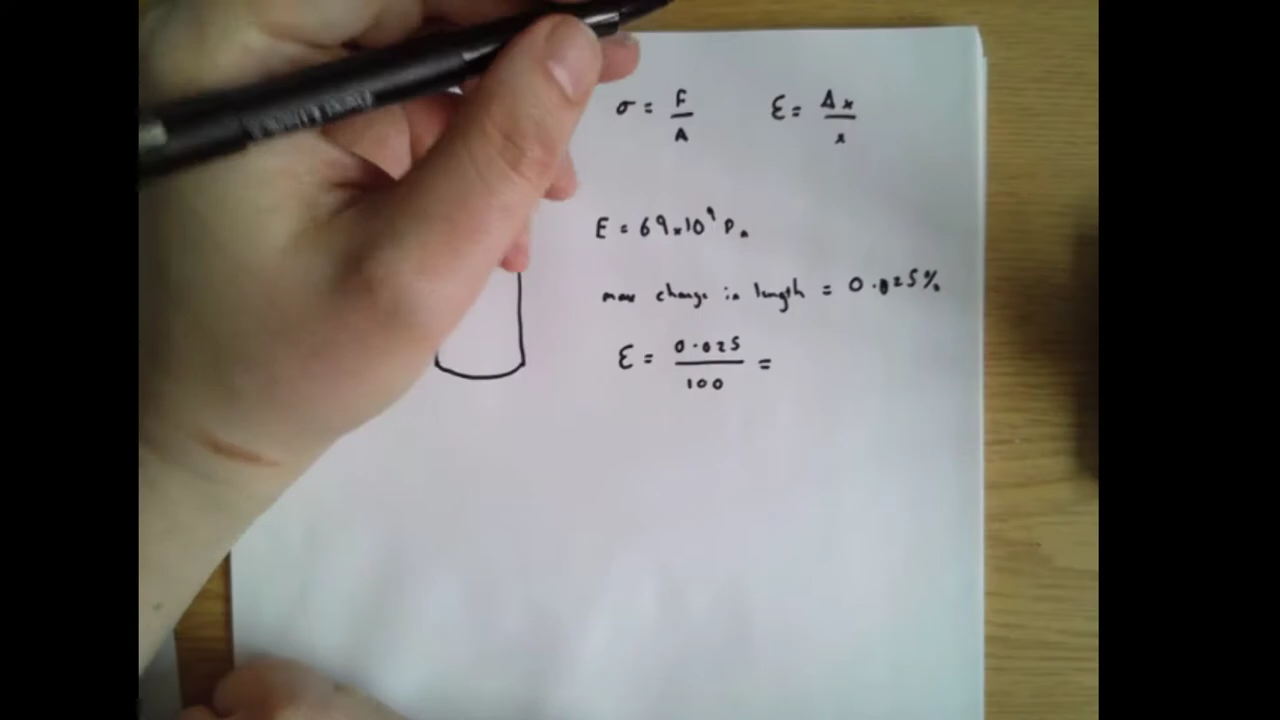 σ = F/A ε = Δx/x
E = 69×10⁹ Pa
max change in length = 0.025%
ε = 0.025/100 =